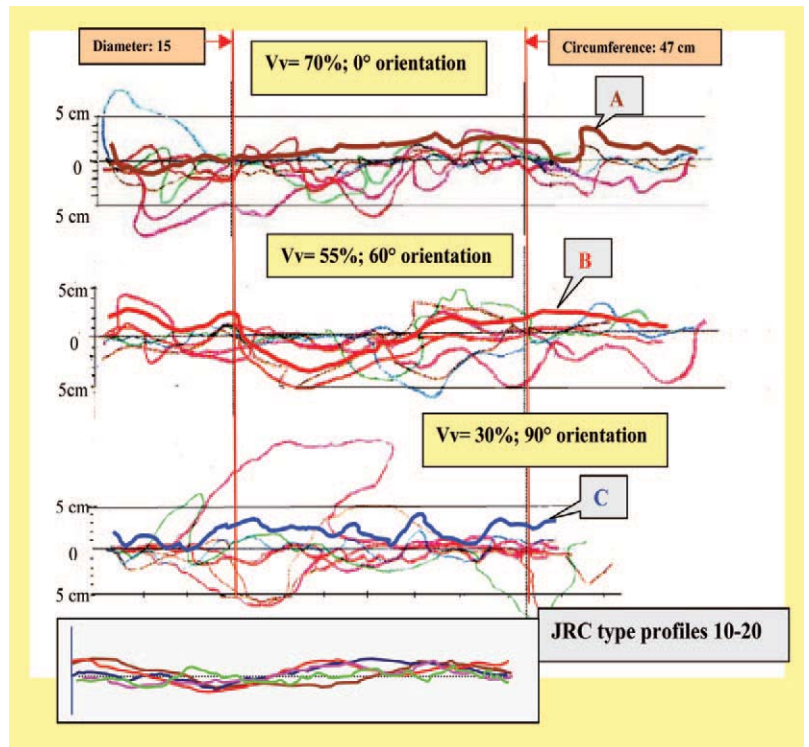 Diameter: 15
Circumference: 47 cm
Vv= 70%; 0° orientation
A
5 cm
0
5 cm
Vv= 55%; 60° orientation
B
5cm
0
5cm
Vv= 30%; 90° orientation
C
5 cm
0
5 cm
JRC type profiles 10-20